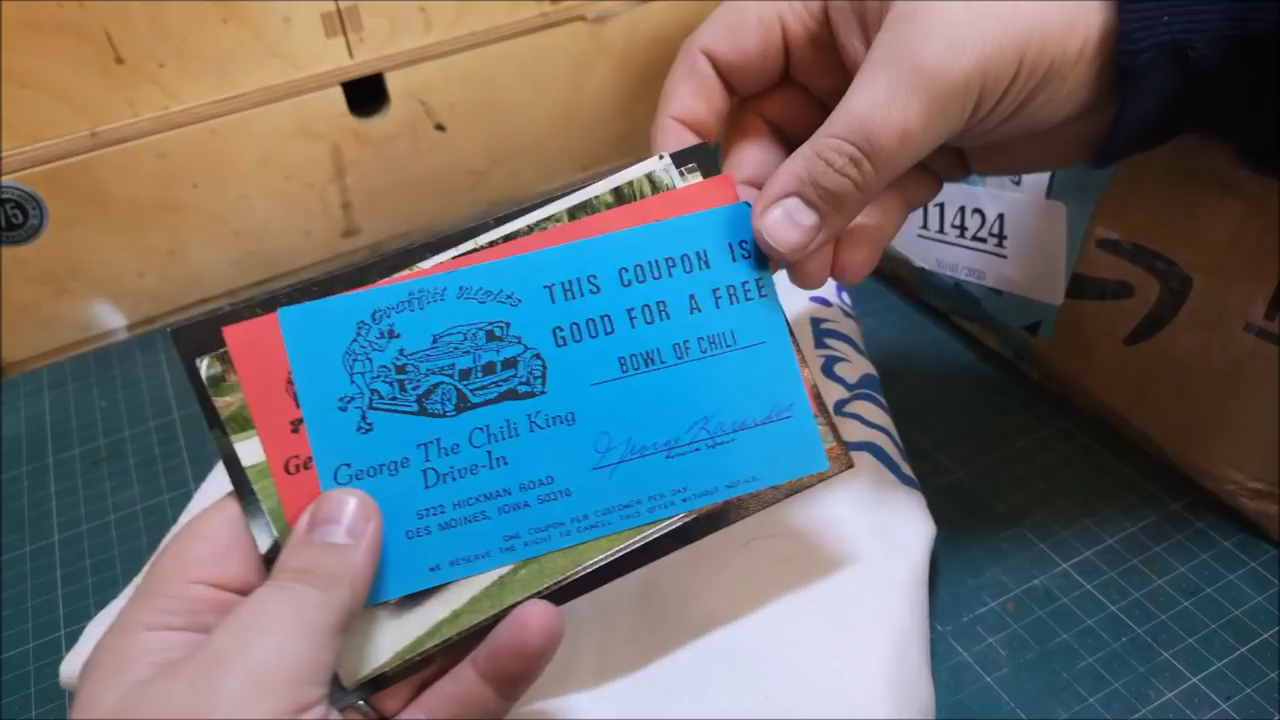 Graffiti Nights
THIS COUPON IS
GOOD FOR A FREE
BOWL OF CHILI
George The Chili King
Drive-In
5722 HICKMAN ROAD
DES MOINES, IOWA 50310
ONE COUPON PER CUSTOMER PER DAY.
WE RESERVE THE RIGHT TO CANCEL THIS OFFER WITHOUT NOTICE.
Ge
11424
75